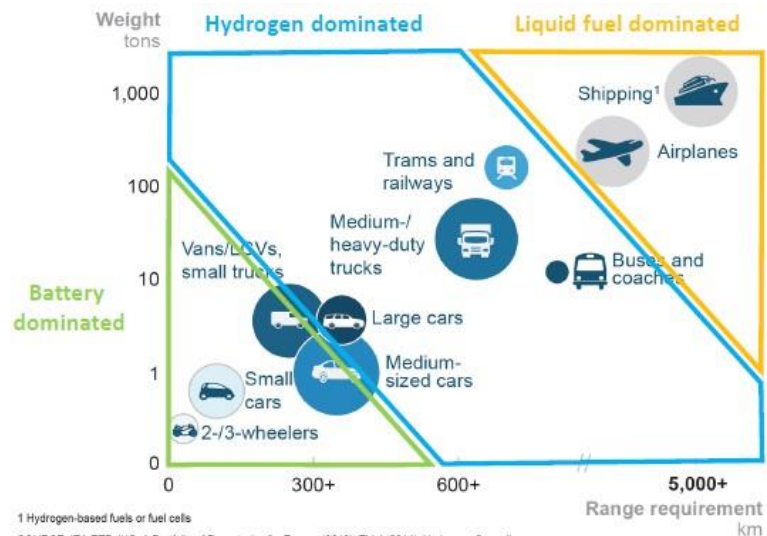 Weight
tons
Hydrogen dominated
Liquid fuel dominated
1,000
Shipping¹
Airplanes
Trams and
railways
100
Medium-/
heavy-duty
trucks
Vans/LCVs,
small trucks
Buses and
coaches
10
Battery
dominated
Large cars
Medium-
sized cars
1
Small
cars
2-/3-wheelers
0
0
300+
600+
//
5,000+
Range requirement
km
1 Hydrogen-based fuels or fuel cells